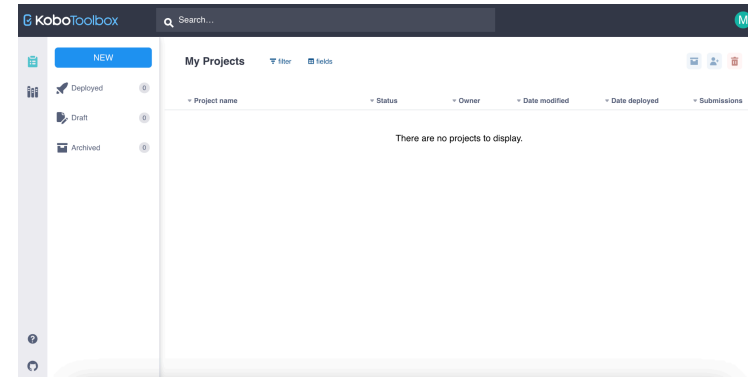 KoboToolbox
Search...
M
NEW
Deployed 0
Draft 0
Archived 0
My Projects filter fields
Project name Status Owner Date modified Date deployed Submissions
There are no projects to display.